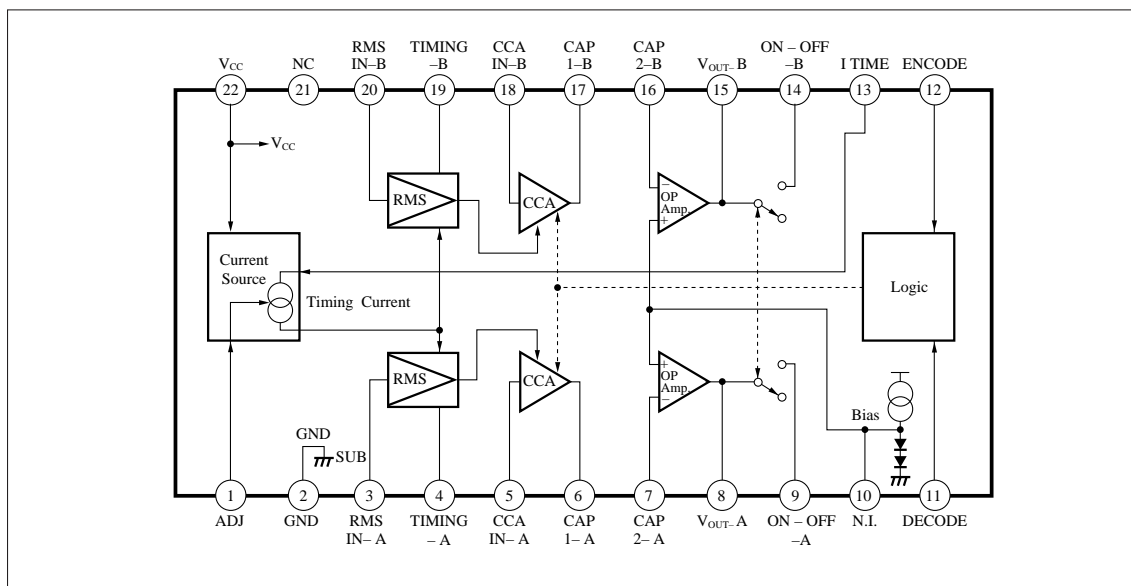 RMS TIMING CCA CAP CAP ON – OFF
VCC NC IN–B –B IN–B 1–B 2–B VOUT– B –B I TIME ENCODE
22 21 20 19 18 17 16 15 14 13 12
VCC
RMS
CCA
−
OP
Amp.
+
Current
Source
Timing Current
Logic
RMS
CCA
+
OP
Amp.
−
Bias
GND
SUB
1 2 3 4 5 6 7 8 9 10 11
ADJ GND RMS TIMING CCA CAP CAP VOUT– A ON – OFF N.I. DECODE
IN– A – A IN– A 1– A 2– A –A